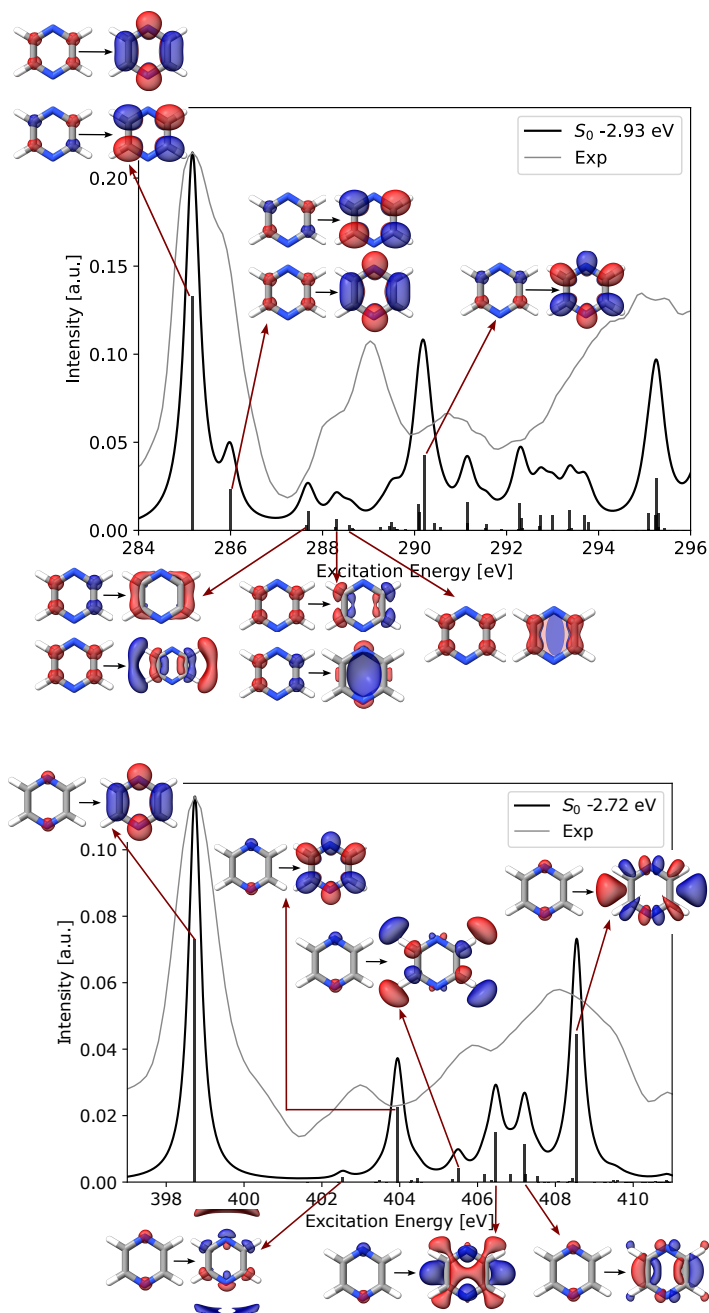 S₀ -2.93 eV
Exp
Intensity [a.u.]
0.20
0.15
0.10
0.05
0.00
284 286 288 290 292 294 296
Excitation Energy [eV]
S₀ -2.72 eV
Exp
Intensity [a.u.]
0.10
0.08
0.06
0.04
0.02
0.00
398 400 402 404 406 408 410
Excitation Energy [eV]